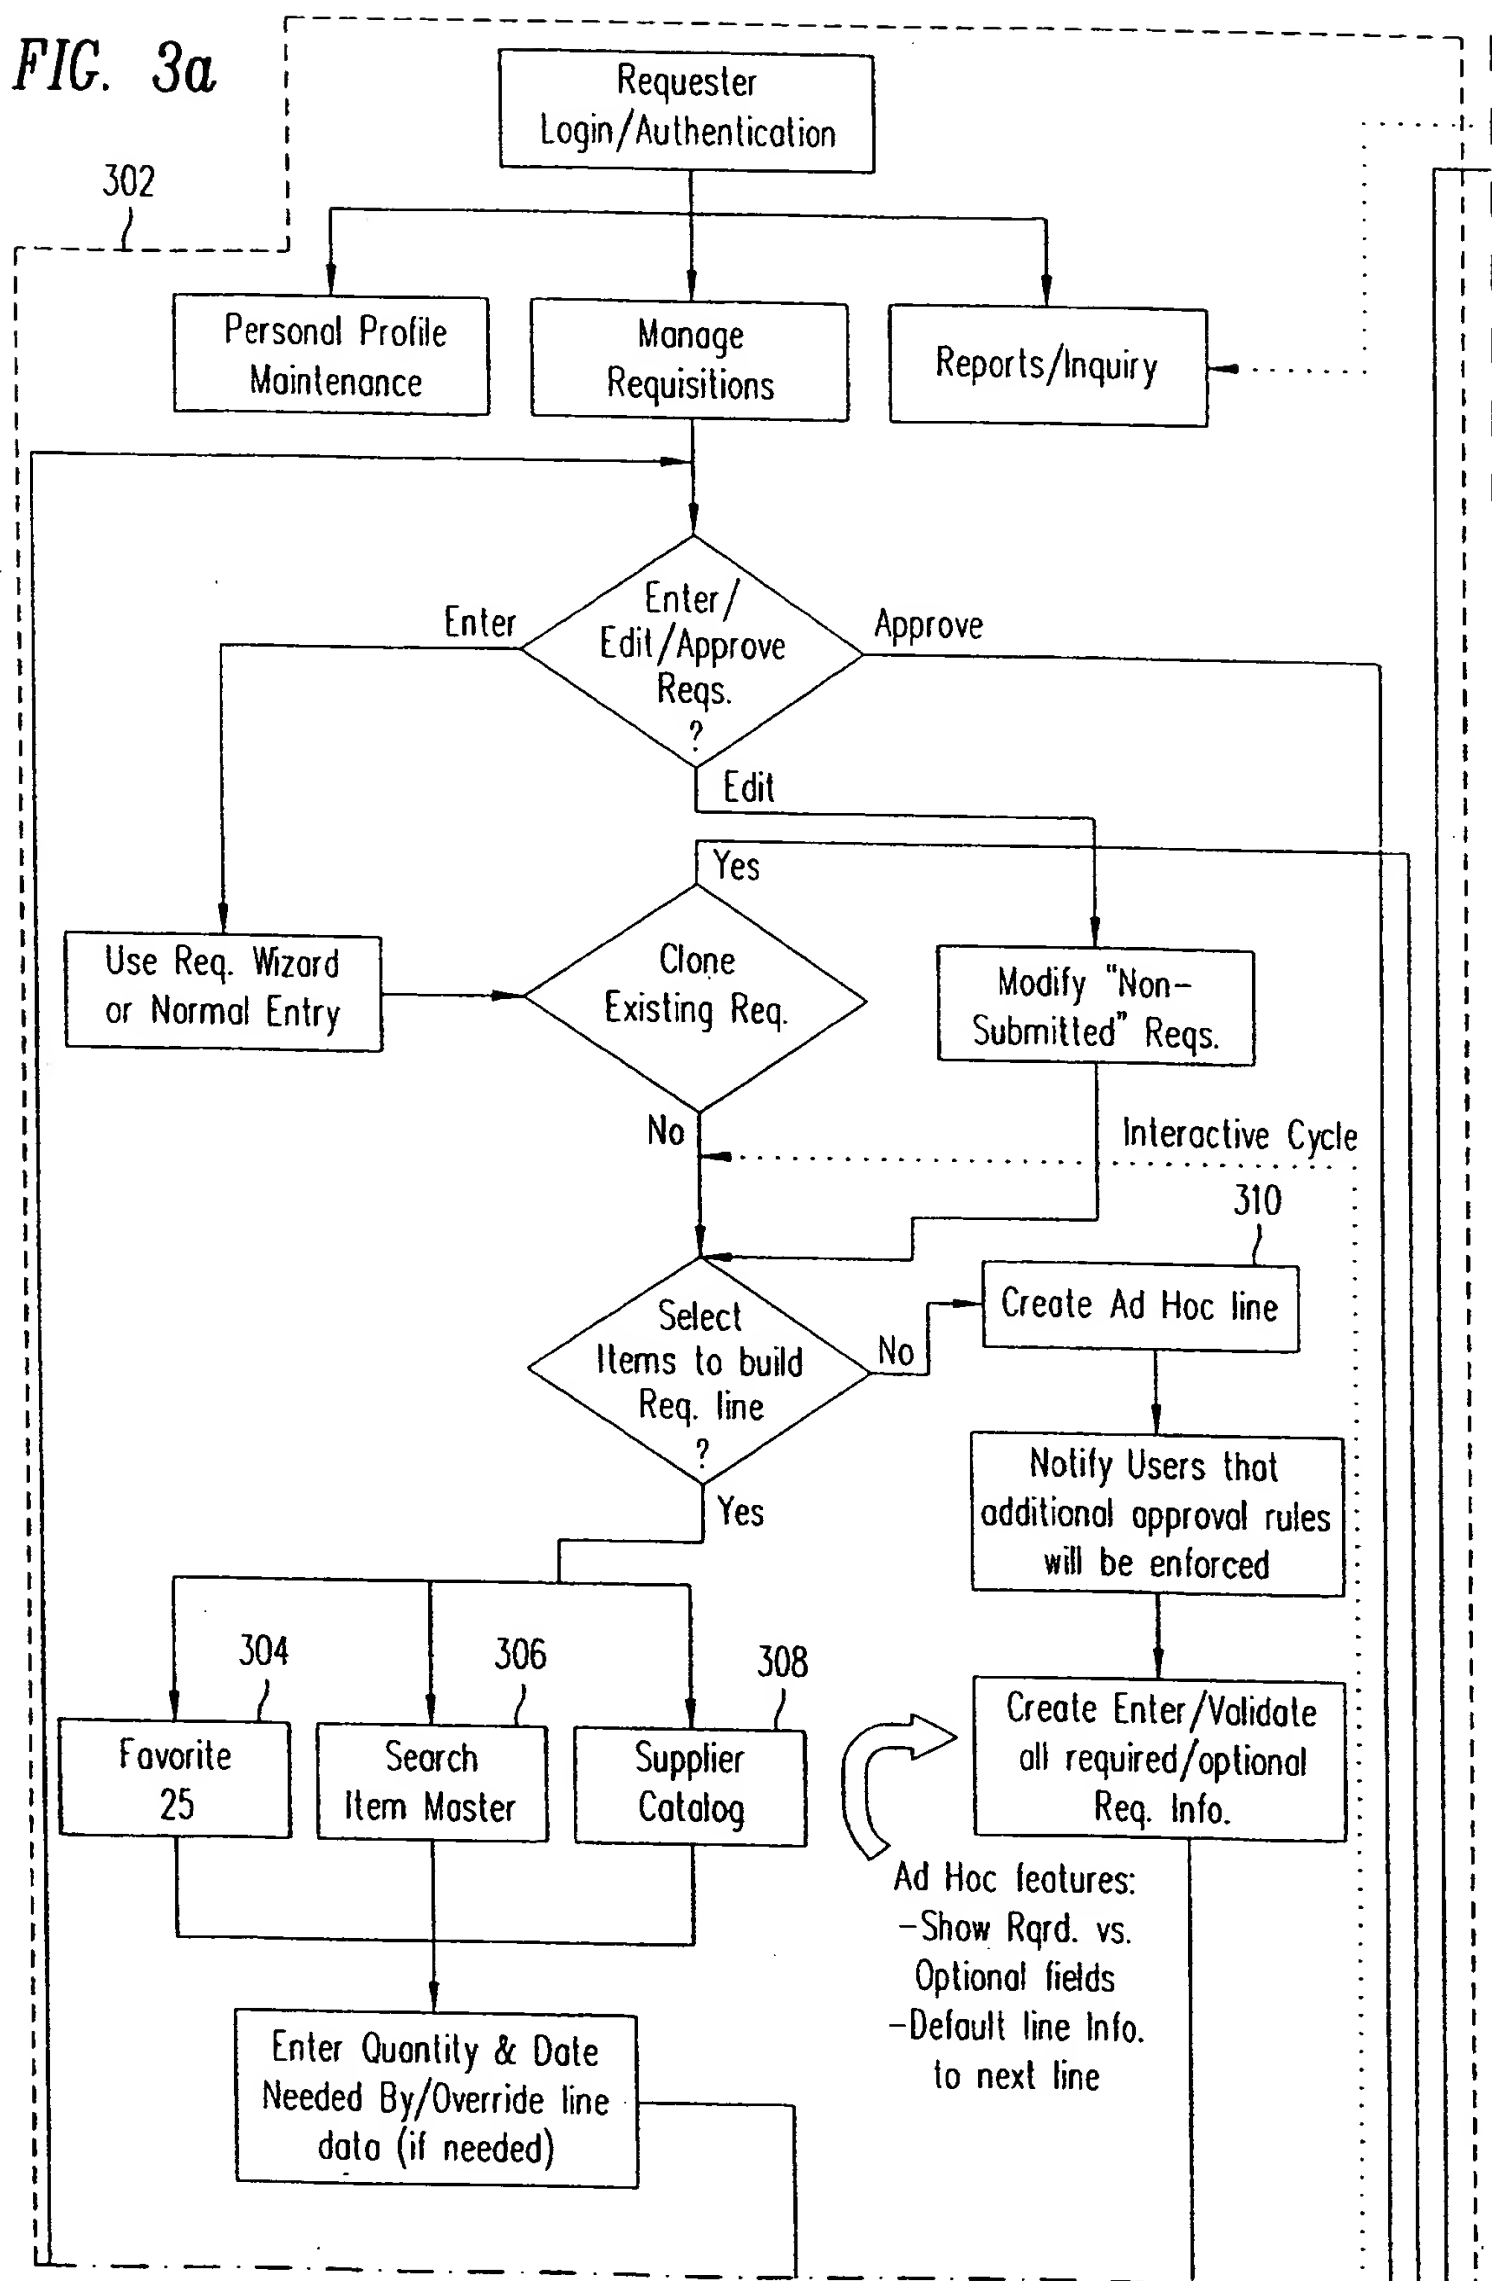 FIG. 3a
Requester
Login/Authentication
302
Personal Profile
Maintenance
Manage
Requisitions
Reports/Inquiry
Enter
Enter/
Edit/Approve
Reqs.
?
Approve
Edit
Yes
Use Req. Wizard
or Normal Entry
Clone
Existing Req.
Modify "Non-
Submitted" Reqs.
No
Interactive Cycle
310
Select
Items to build
Req. line
?
No
Create Ad Hoc line
Yes
Notify Users that
additional approval rules
will be enforced
304
306
308
Favorite
25
Search
Item Master
Supplier
Catalog
Create Enter/Validate
all required/optional
Req. Info.
Ad Hoc features:
-Show Rqrd. vs.
Optional fields
-Default line Info.
to next line
Enter Quantity & Date
Needed By/Override line
data (if needed)